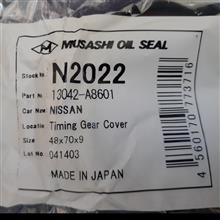 MUSASHI OIL SEAL
Stock No. N2022
Part No. 13042-A8601
Car Name NISSAN
Location Timing Gear Cover
Size 48x70x9
Lot No. 041403
MADE IN JAPAN
4560170773716